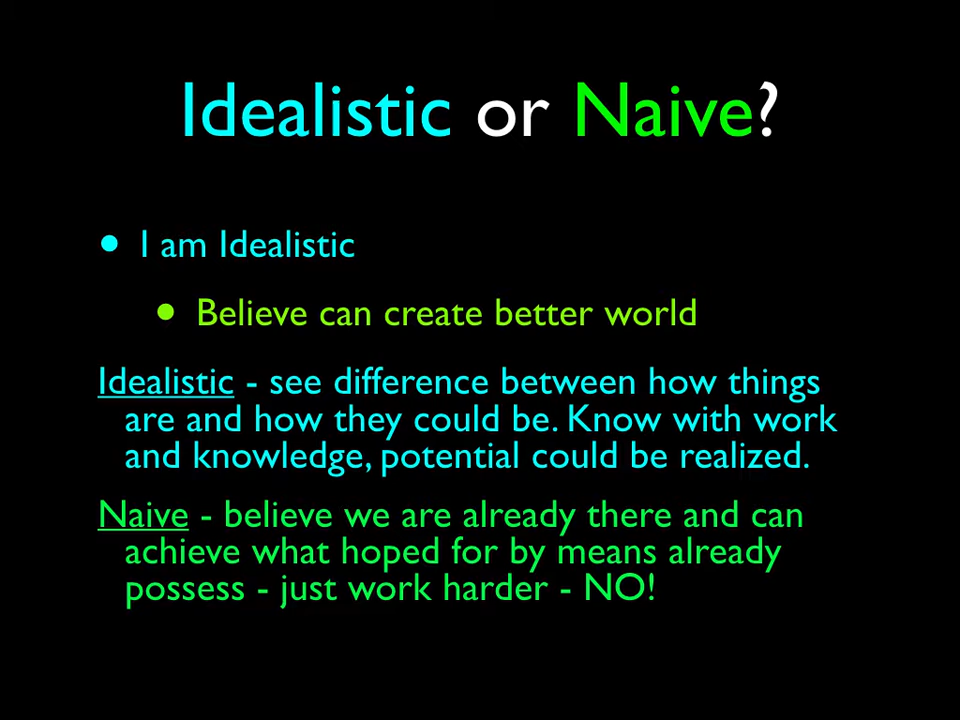 Idealistic or Naive?
• I am Idealistic
• Believe can create better world
Idealistic - see difference between how things
are and how they could be. Know with work
and knowledge, potential could be realized.
Naive - believe we are already there and can
achieve what hoped for by means already
possess - just work harder - NO!